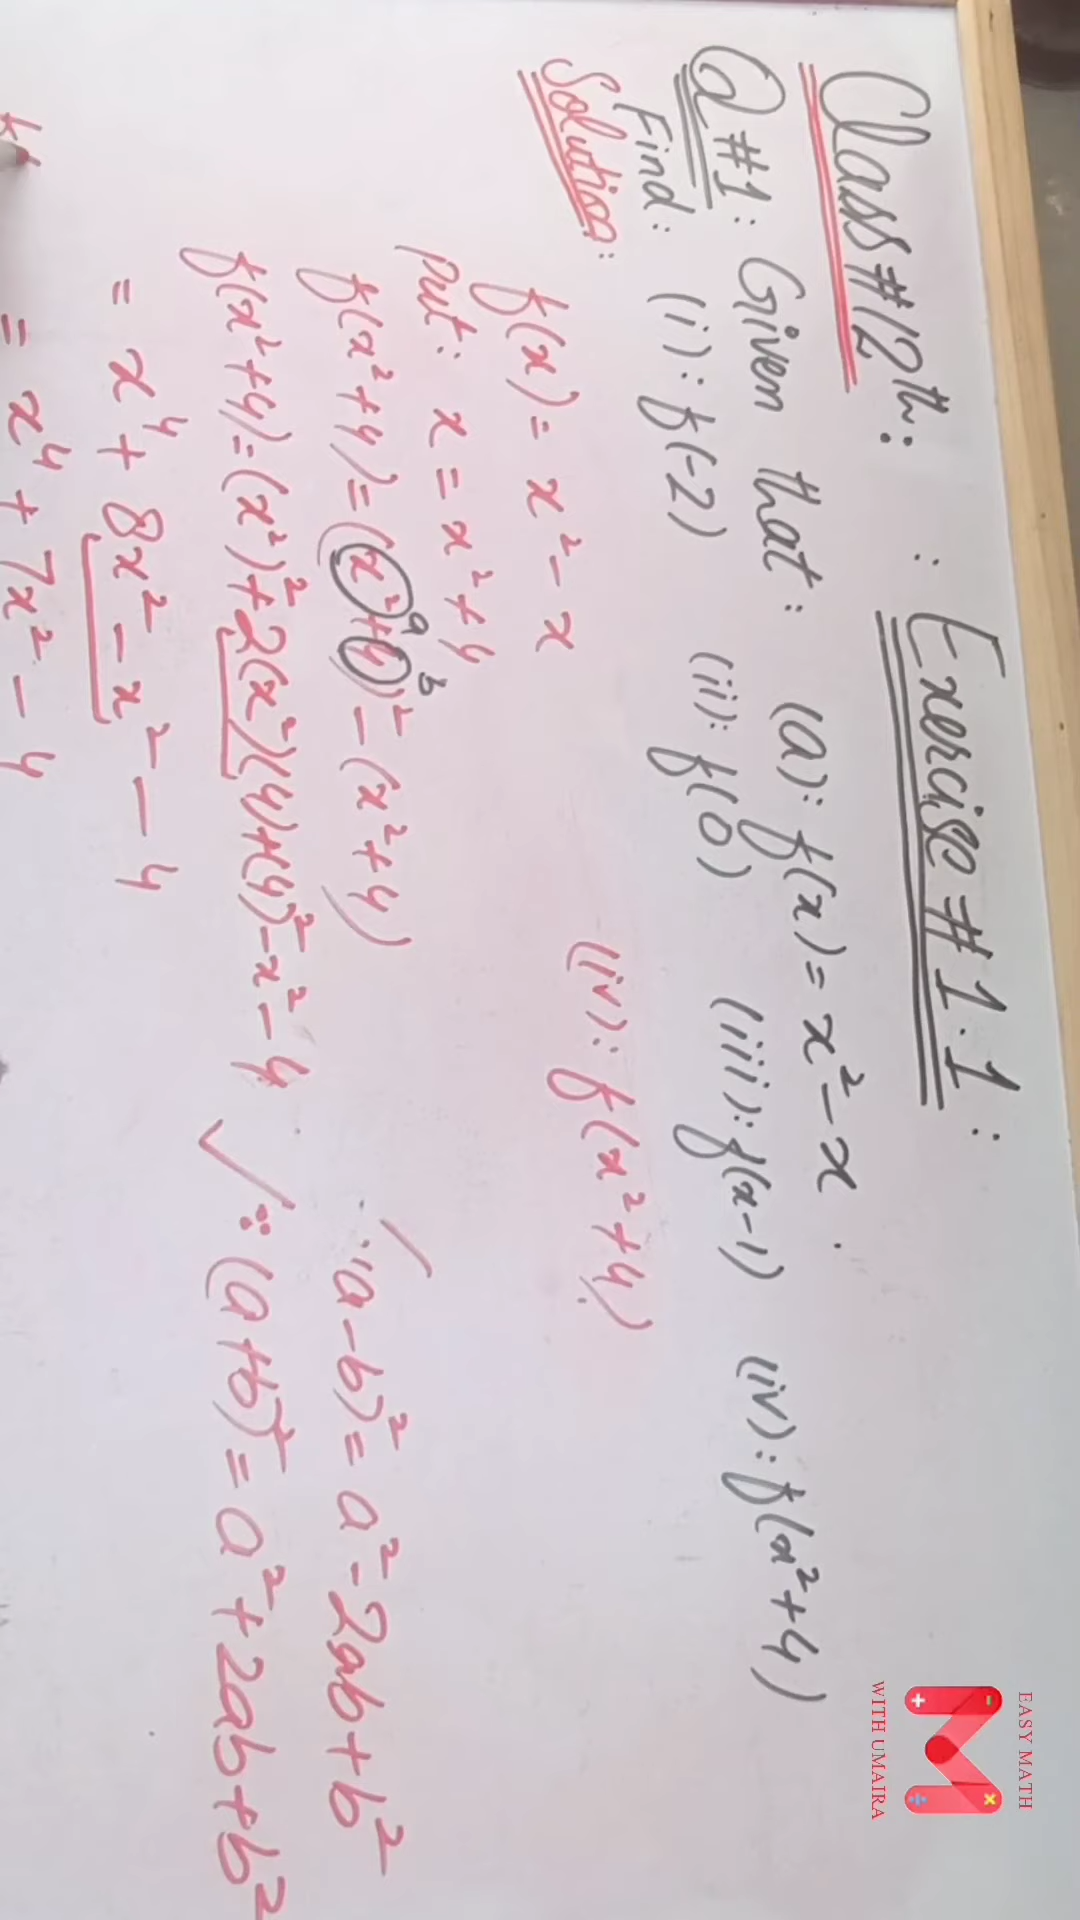 Class#12th: : Exercise#1.1:
Q#1: Given that: (a): f(x)=x²-x
Find: (i): f(-2) (ii): f(0) (iii): f(x-1) (iv): f(x²+4)
Solution: (iv): f(x²+4)
f(x)=x²-x
Put: x=x²+4
f(x²+4)=(x²+4)²-(x²+4) ∵(a-b)²=a²-2ab+b²
a b
f(x²+4)=(x²)²+2(x²)(4)+(4)²-x²-4 ✓∵(a+b)²=a²+2ab+b²
=x⁴+8x²-x²-4
=x⁴+7x²-4
EASY MATH
WITH UMAIRA